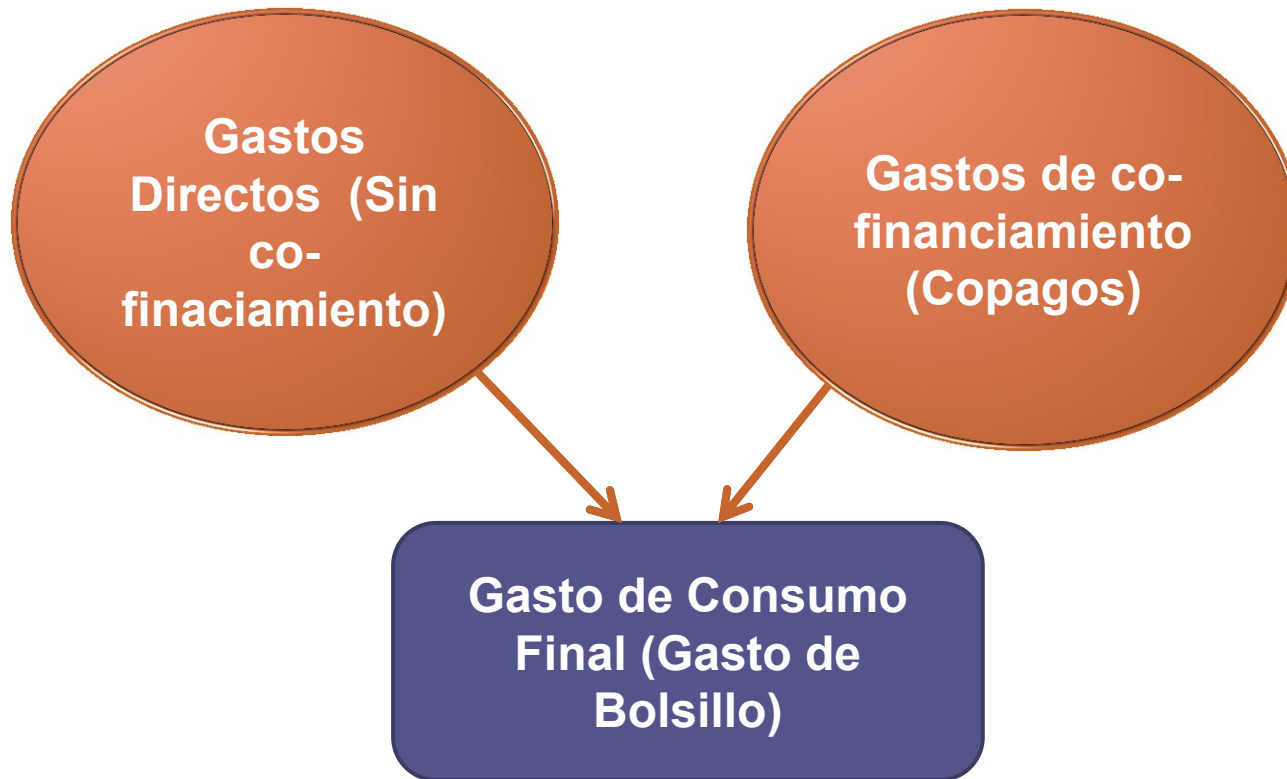 Gastos
Directos  (Sin
co-
finaciamiento)
Gastos de co-
financiamiento
(Copagos)
Gasto de Consumo
Final (Gasto de
Bolsillo)